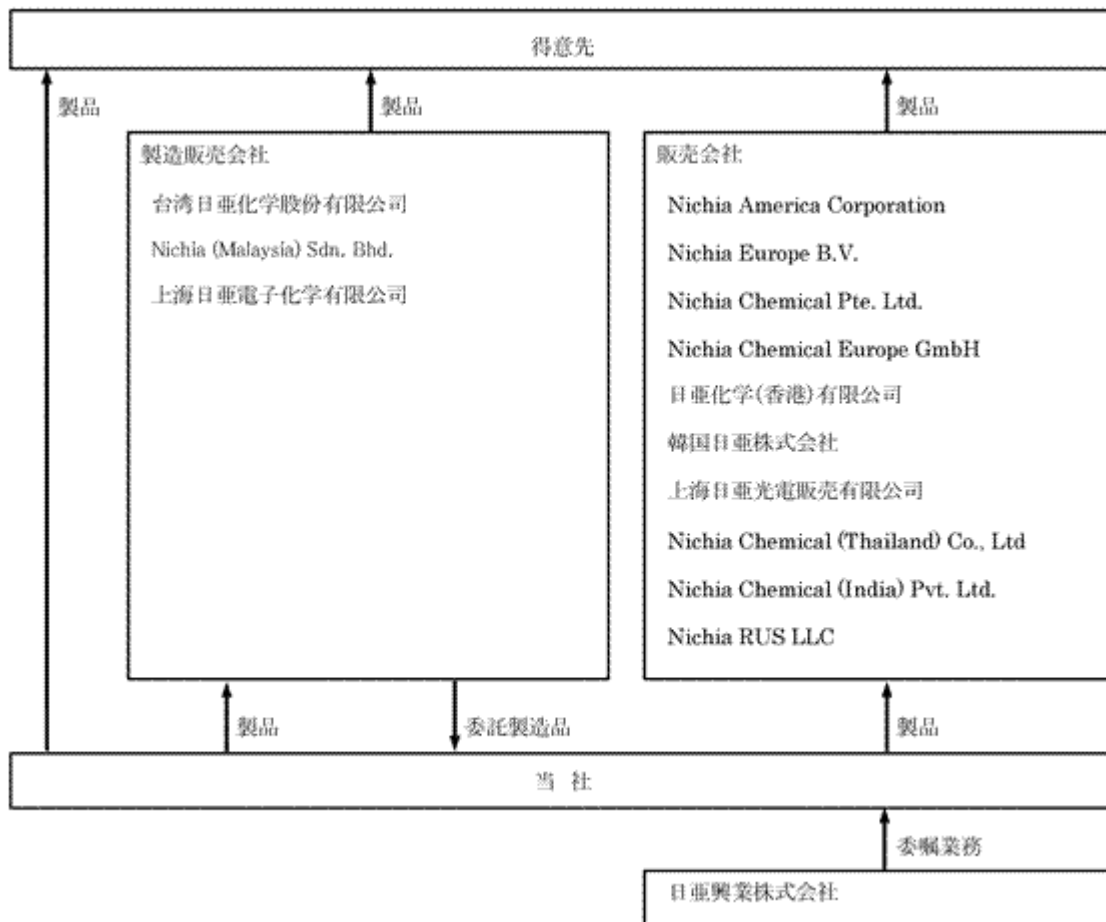 得意先
製品
製品
製品
製造販売会社
台湾日亜化学股份有限公司
Nichia (Malaysia) Sdn. Bhd.
上海日亜電子化学有限公司
販売会社
Nichia America Corporation
Nichia Europe B.V.
Nichia Chemical Pte. Ltd.
Nichia Chemical Europe GmbH
日亜化学(香港)有限公司
韓国日亜株式会社
上海日亜光電販売有限公司
Nichia Chemical (Thailand) Co., Ltd
Nichia Chemical (India) Pvt. Ltd.
Nichia RUS LLC
製品
委託製造品
製品
当 社
委嘱業務
日亜興業株式会社